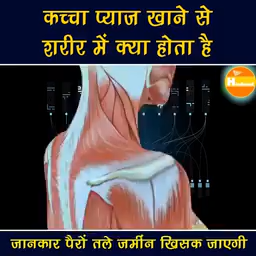 कच्चा प्याज खाने से
शरीर में क्या होता है
जानकार पैरों तले जमीन खिसक जाएगी